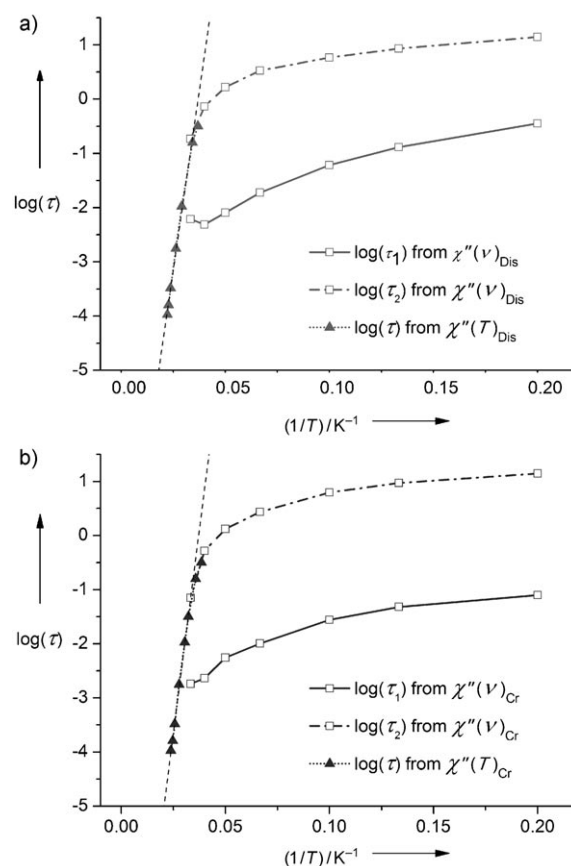 a)
1
0
-1
log(τ)
-2
-3
-4
-5
log(τ₁) from χ″(ν)Dis
log(τ₂) from χ″(ν)Dis
log(τ) from χ″(T)Dis
0.00 0.05 0.10 0.15 0.20
(1/T)/K⁻¹
b)
1
0
-1
log(τ)
-2
-3
-4
-5
log(τ₁) from χ″(ν)Cr
log(τ₂) from χ″(ν)Cr
log(τ) from χ″(T)Cr
0.00 0.05 0.10 0.15 0.20
(1/T)/K⁻¹